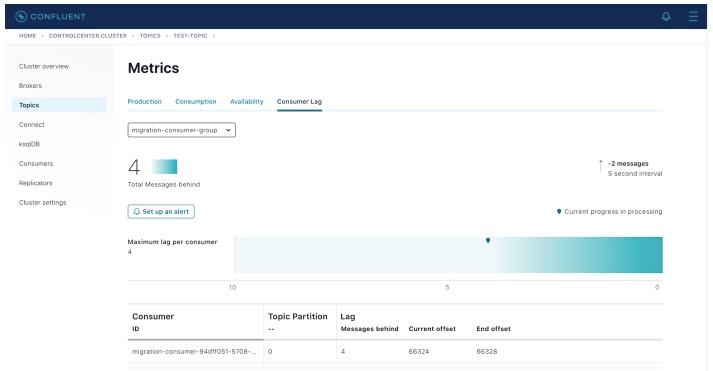 CONFLUENT
HOME > CONTROLCENTER.CLUSTER > TOPICS > TEST-TOPIC >
Cluster overview
Brokers
Topics
Connect
ksqlDB
Consumers
Replicators
Cluster settings
Metrics
Production Consumption Availability Consumer Lag
migration-consumer-group
4
Total Messages behind
-2 messages
5 second interval
Set up an alert
Current progress in processing
Maximum lag per consumer
4
10 5 0
Consumer Topic Partition Lag
ID -- Messages behind Current offset End offset
migration-consumer-94dff051-5708-... 0 4 66324 66328